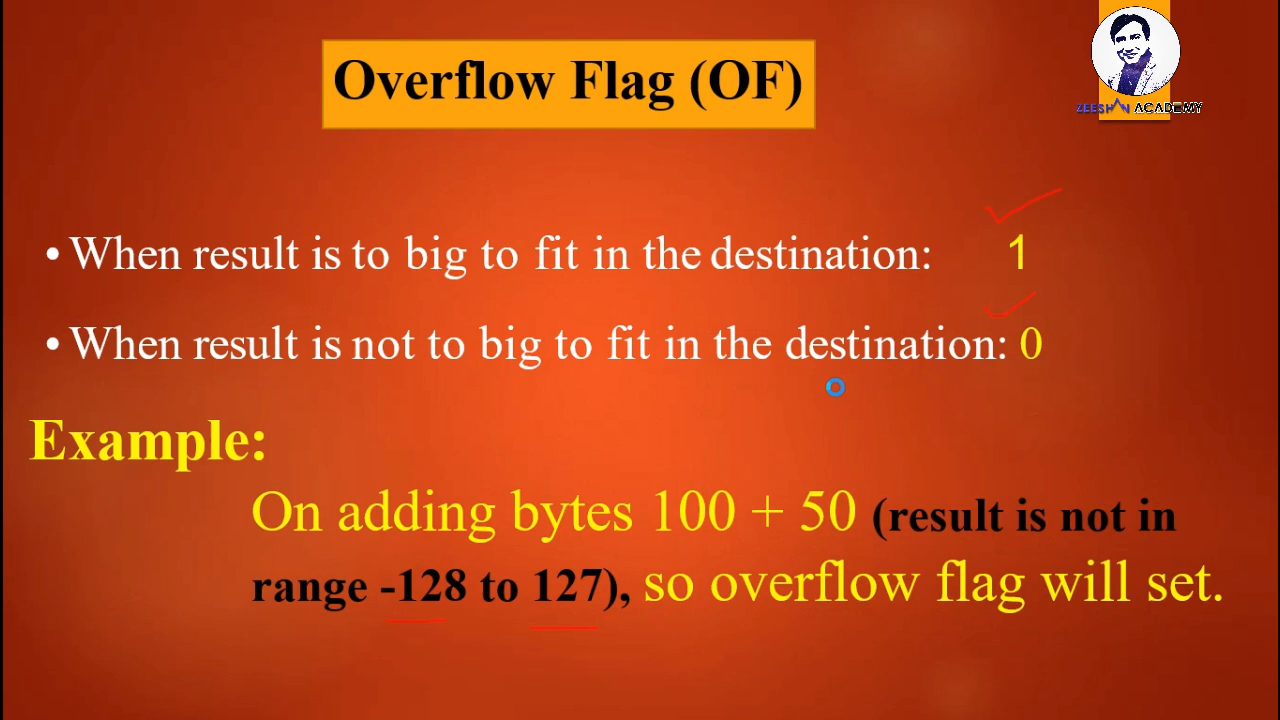 ZEESHAN ACADEMY
Overflow Flag (OF)
• When result is to big to fit in the destination: 1
• When result is not to big to fit in the destination: 0
Example:
On adding bytes 100 + 50 (result is not in
range -128 to 127), so overflow flag will set.